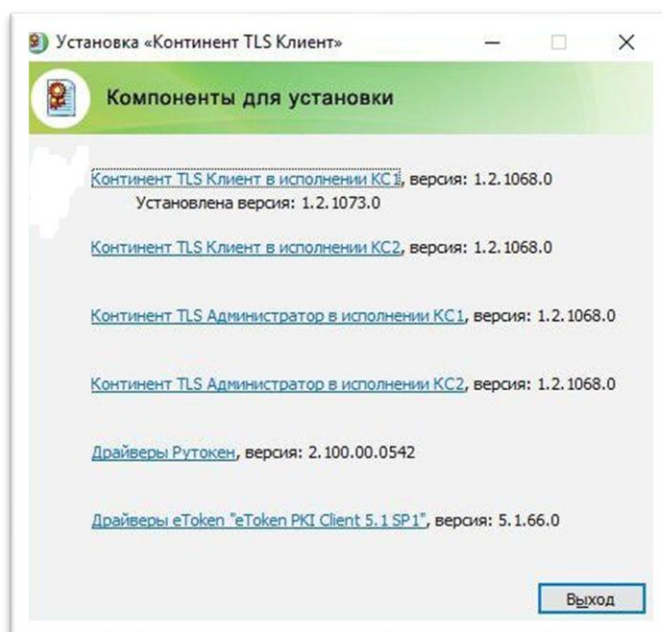 Установка «Континент TLS Клиент»
Компоненты для установки
Континент TLS Клиент в исполнении КС1, версия: 1.2.1068.0
Установлена версия: 1.2.1073.0
Континент TLS Клиент в исполнении КС2, версия: 1.2.1068.0
Континент TLS Администратор в исполнении КС1, версия: 1.2.1068.0
Континент TLS Администратор в исполнении КС2, версия: 1.2.1068.0
Драйверы Рутокен, версия: 2.100.00.0542
Драйверы eToken "eToken PKI Client 5.1 SP1", версия: 5.1.66.0
Выход